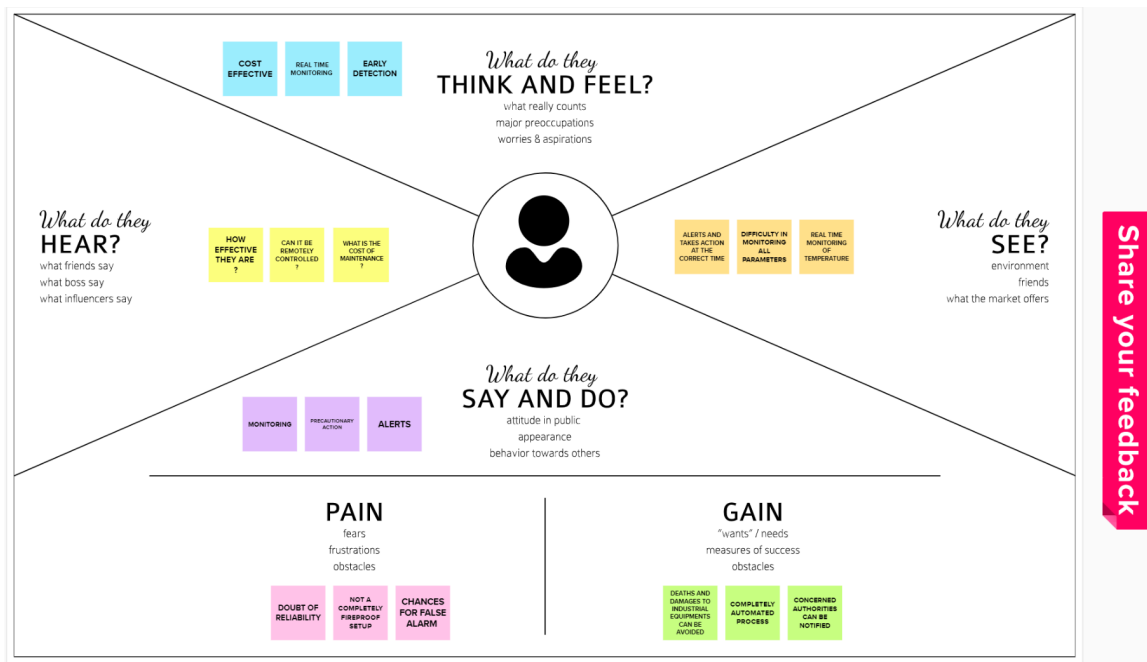 COST
EFFECTIVE
REAL TIME
MONITORING
EARLY
DETECTION
What do they
THINK AND FEEL?
what really counts
major preoccupations
worries & aspirations
What do they
HEAR?
what friends say
what boss say
what influencers say
HOW
EFFECTIVE
THEY ARE
?
CAN IT BE
REMOTELY
CONTROLLED
?
WHAT IS THE
COST OF
MAINTENANCE
?
ALERTS AND
TAKES ACTION
AT THE
CORRECT TIME
DIFFICULTY IN
MONITORING
ALL
PARAMETERS
REAL TIME
MONITORING
OF
TEMPERATURE
What do they
SEE?
environment
friends
what the market offers
What do they
SAY AND DO?
attitude in public
appearance
behavior towards others
MONITORING
PRECAUTIONARY
ACTION
ALERTS
PAIN
fears
frustrations
obstacles
DOUBT OF
RELIABILITY
NOT A
COMPLETELY
FIREPROOF
SETUP
CHANCES
FOR FALSE
ALARM
GAIN
"wants" / needs
measures of success
obstacles
DEATHS AND
DAMAGES TO
INDUSTRIAL
EQUIPMENTS
CAN BE
AVOIDED
COMPLETELY
AUTOMATED
PROCESS
CONCERNED
AUTHORITIES
CAN BE
NOTIFIED
Share your feedback